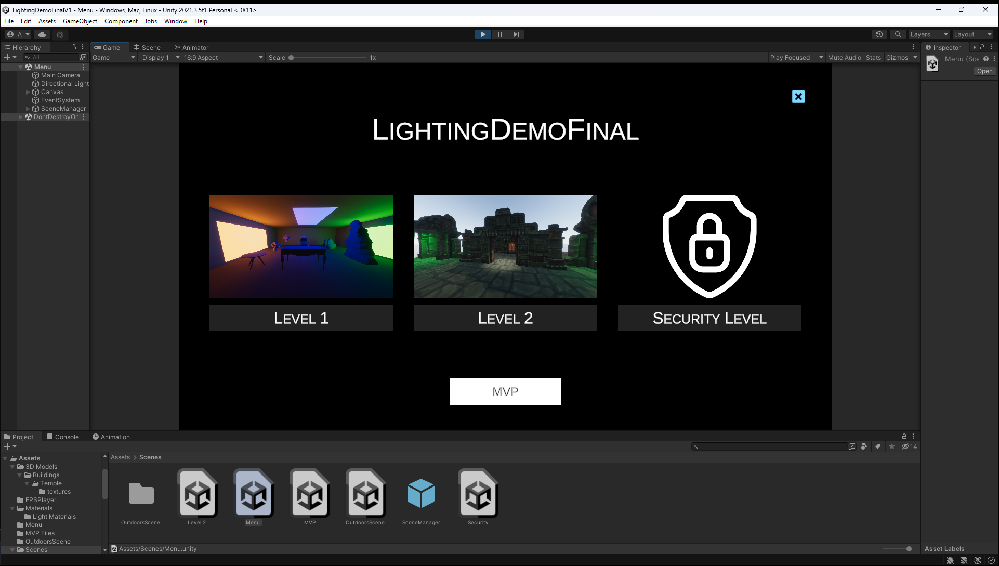 LightingDemoFinalV1 - Menu - Windows, Mac, Linux - Unity 2021.3.5f1 Personal <DX11>
File Edit Assets GameObject Component Jobs Window Help
A Layers Layout
Hierarchy
All
Menu
Main Camera
Directional Light
Canvas
EventSystem
SceneManager
DontDestroyOn
Game Scene Animator
Game Display 1 16:9 Aspect Scale 1x Play Focused Mute Audio Stats Gizmos
LightingDemoFinal
Level 1
Level 2
Security Level
MVP
Inspector
Menu (Sce
Open
Project Console Animation
14
Assets
3D Models
Buildings
Temple
textures
FPSPlayer
Materials
Light Materials
Menu
MVP Files
OutdoorsScene
Scenes
Assets > Scenes
OutdoorsScene
Level 2
Menu
MVP
OutdoorsScene
SceneManager
Security
Assets/Scenes/Menu.unity
Asset Labels